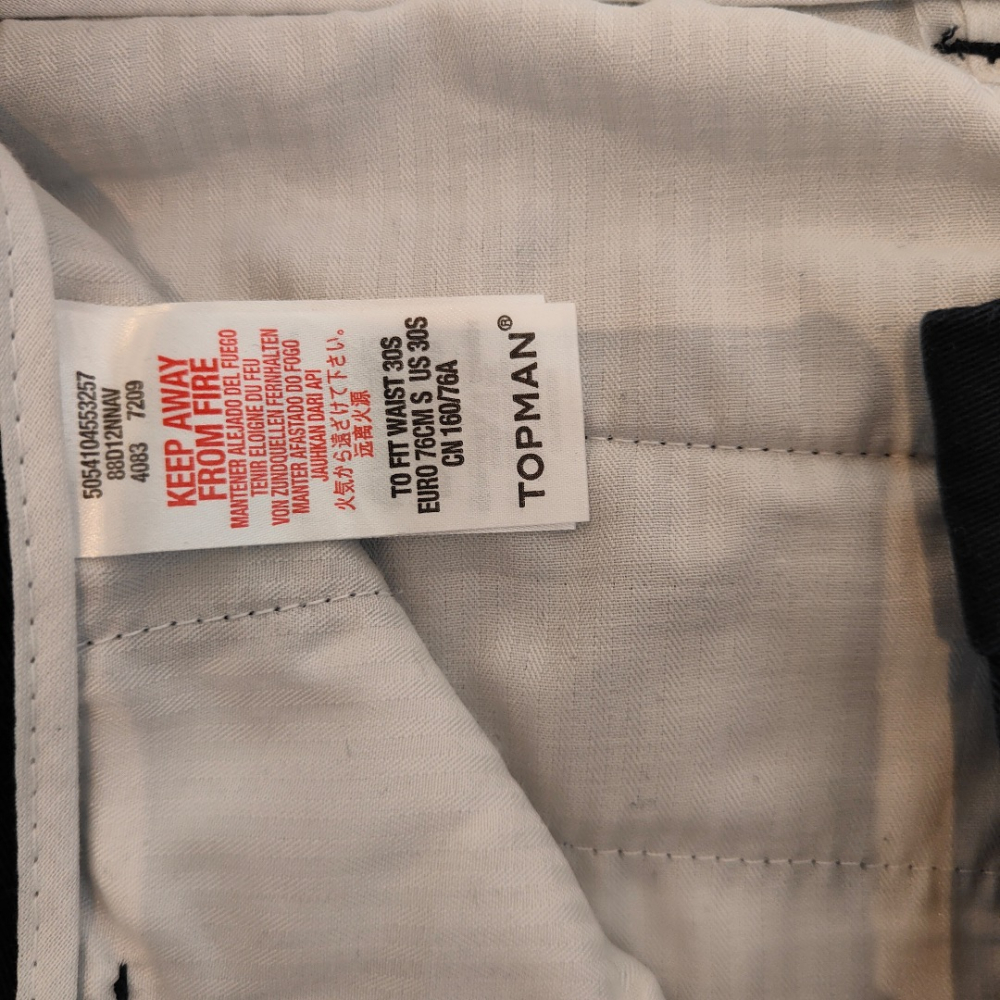 5054104553257
88D12NNAV
4083 7209
KEEP AWAY
FROM FIRE
MANTENER ALEJADO DEL FUEGO
TENIR ELOIGNE DU FEU
VON ZUNDQUELLEN FERNHALTEN
MANTER AFASTADO DO FOGO
JAUHKAN DARI API
火気から遠ざけて下さい。
远离火源
TO FIT WAIST 30S
EURO 76CM S US 30S
CN 160/76A
TOPMAN®